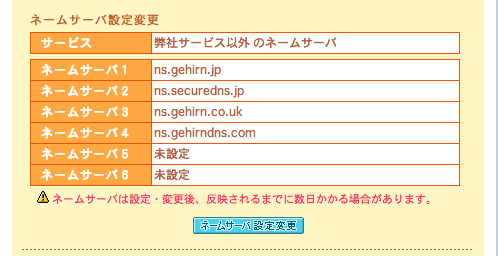 ネームサーバ設定変更
サービス 弊社サービス以外 のネームサーバ
ネームサーバ 1 ns.gehirn.jp
ネームサーバ 2 ns.securedns.jp
ネームサーバ 3 ns.gehirn.co.uk
ネームサーバ 4 ns.gehirndns.com
ネームサーバ 5 未設定
ネームサーバ 6 未設定
ネームサーバは設定・変更後、反映されるまでに数日かかる場合があります。
ネームサーバ 設定変更